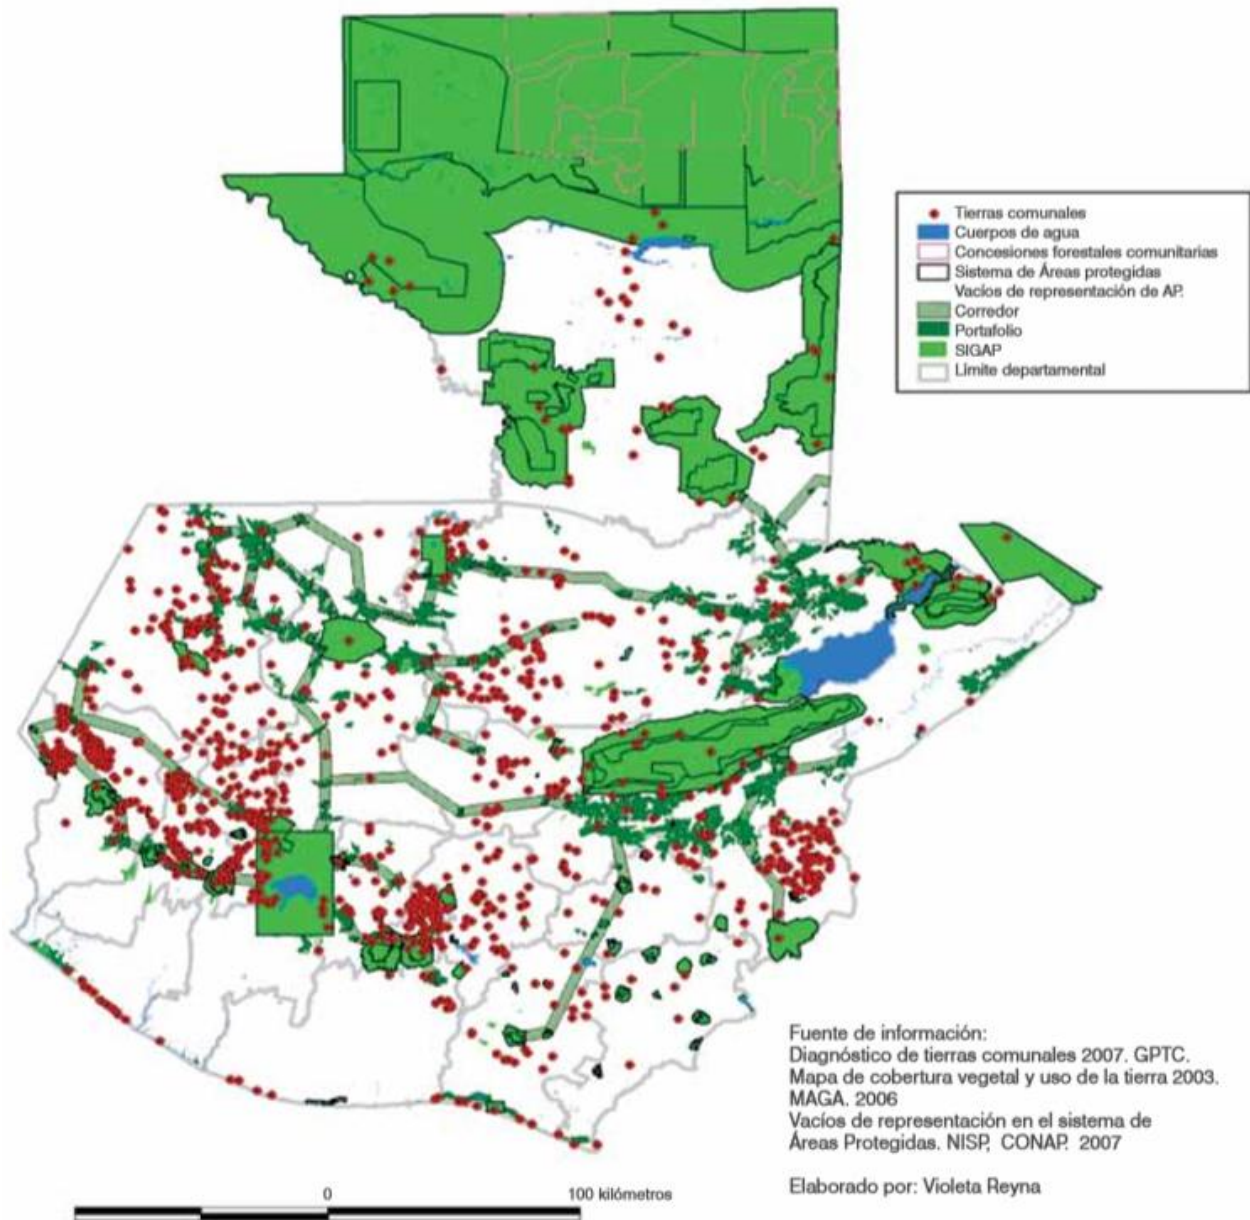 Tierras comunales
Cuerpos de agua
Concesiones forestales comunitarias
Sistema de Áreas protegidas
Vacíos de representación de AP.
Corredor
Portafolio
SIGAP
Límite departamental
Fuente de información:
Diagnóstico de tierras comunales 2007. GPTC.
Mapa de cobertura vegetal y uso de la tierra 2003.
MAGA. 2006
Vacíos de representación en el sistema de
Áreas Protegidas. NISP, CONAP. 2007
Elaborado por: Violeta Reyna
0 100 kilómetros